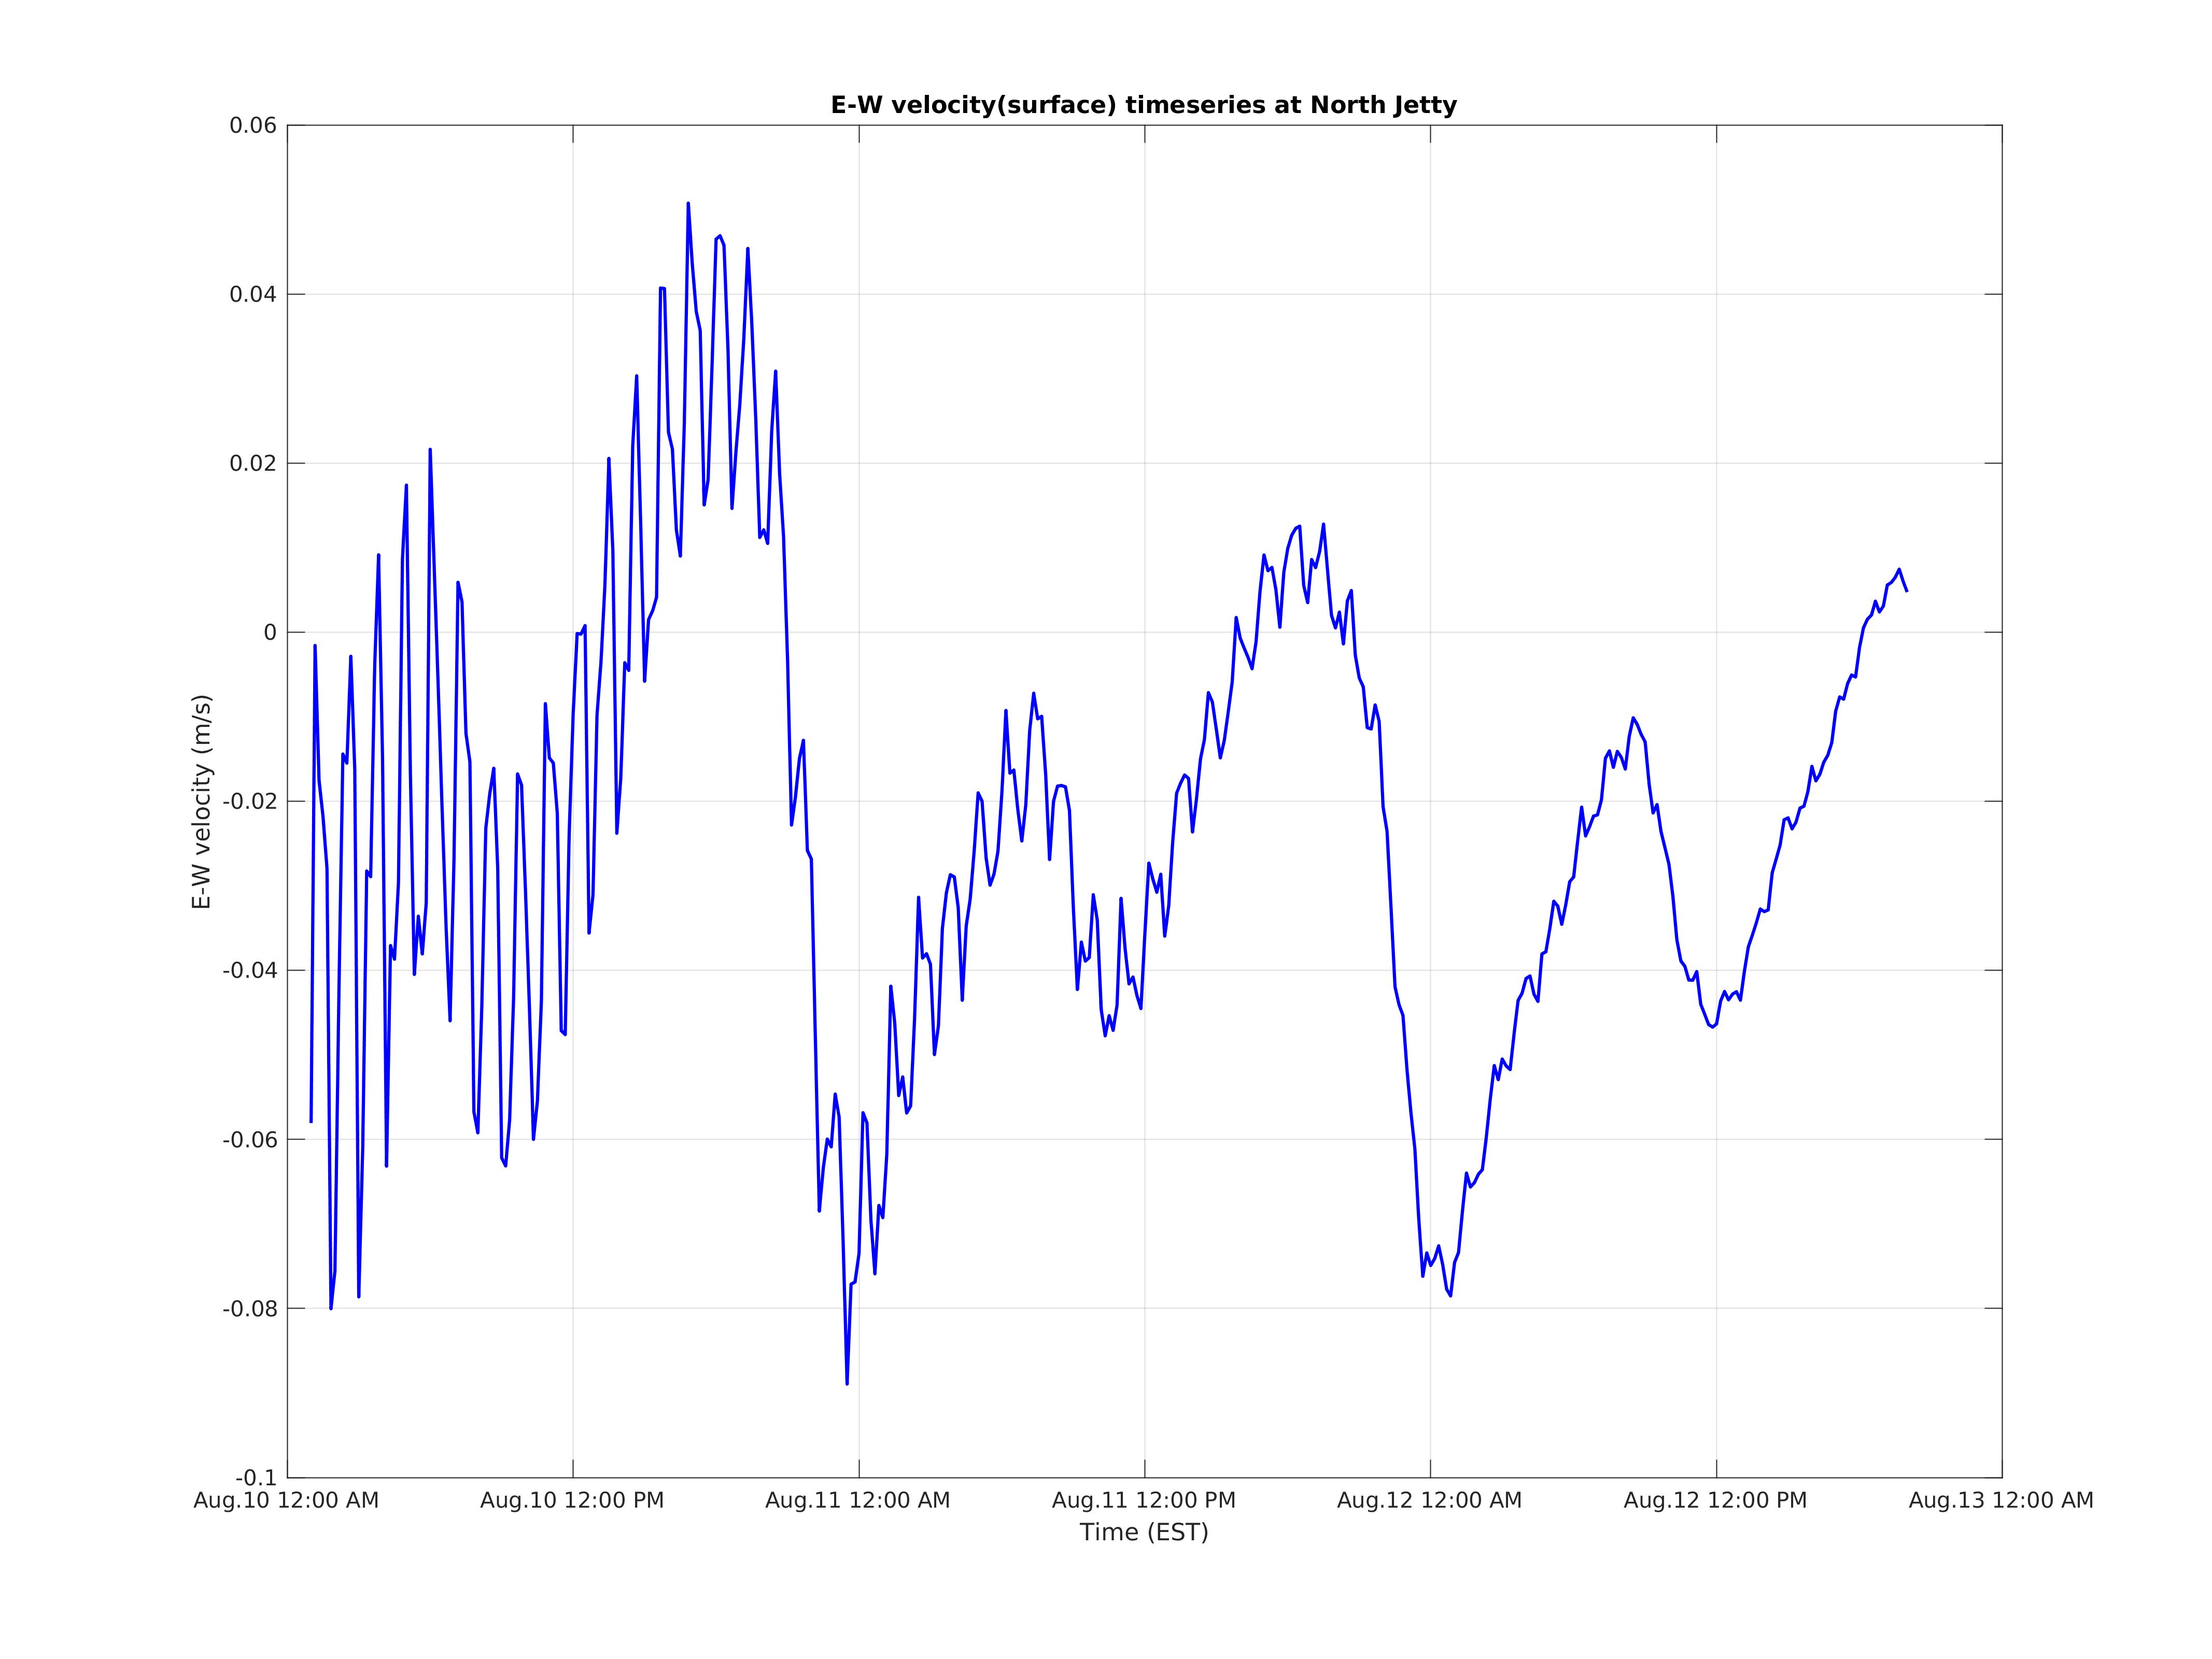 E-W velocity(surface) timeseries at North Jetty
0.06
0.04
0.02
0
-0.02
-0.04
-0.06
-0.08
-0.1
E-W velocity (m/s)
Aug.10 12:00 AM Aug.10 12:00 PM Aug.11 12:00 AM Aug.11 12:00 PM Aug.12 12:00 AM Aug.12 12:00 PM Aug.13 12:00 AM
Time (EST)